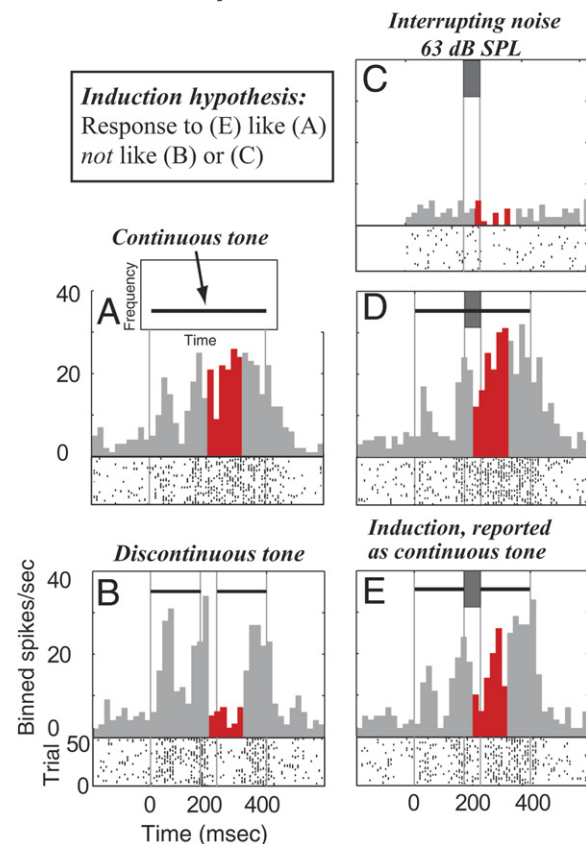 Interrupting noise
63 dB SPL
Induction hypothesis:
Response to (E) like (A)
not like (B) or (C)
C
Continuous tone
Frequency
Time
A
40
20
0
D
Discontinuous tone
Induction, reported
as continuous tone
B
40
20
0
Binned spikes/sec
E
Trial
50
0
0 200 400
Time (msec)
0 200 400